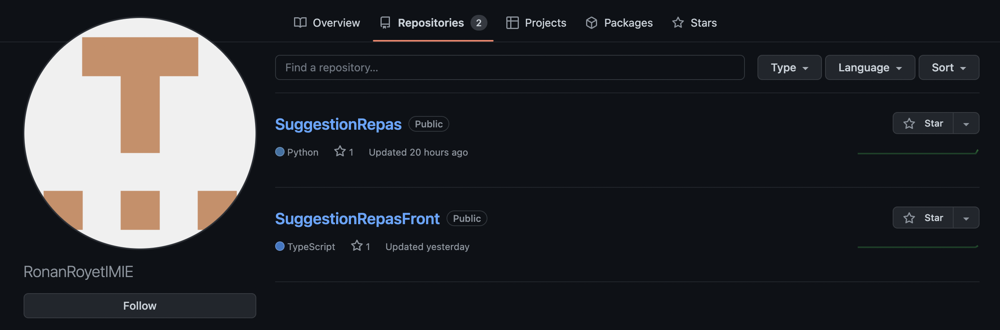 Overview Repositories 2 Projects Packages Stars
Find a repository... Type Language Sort
SuggestionRepas Public Star
Python 1 Updated 20 hours ago
SuggestionRepasFront Public Star
TypeScript 1 Updated yesterday
RonanRoyetIMIE
Follow